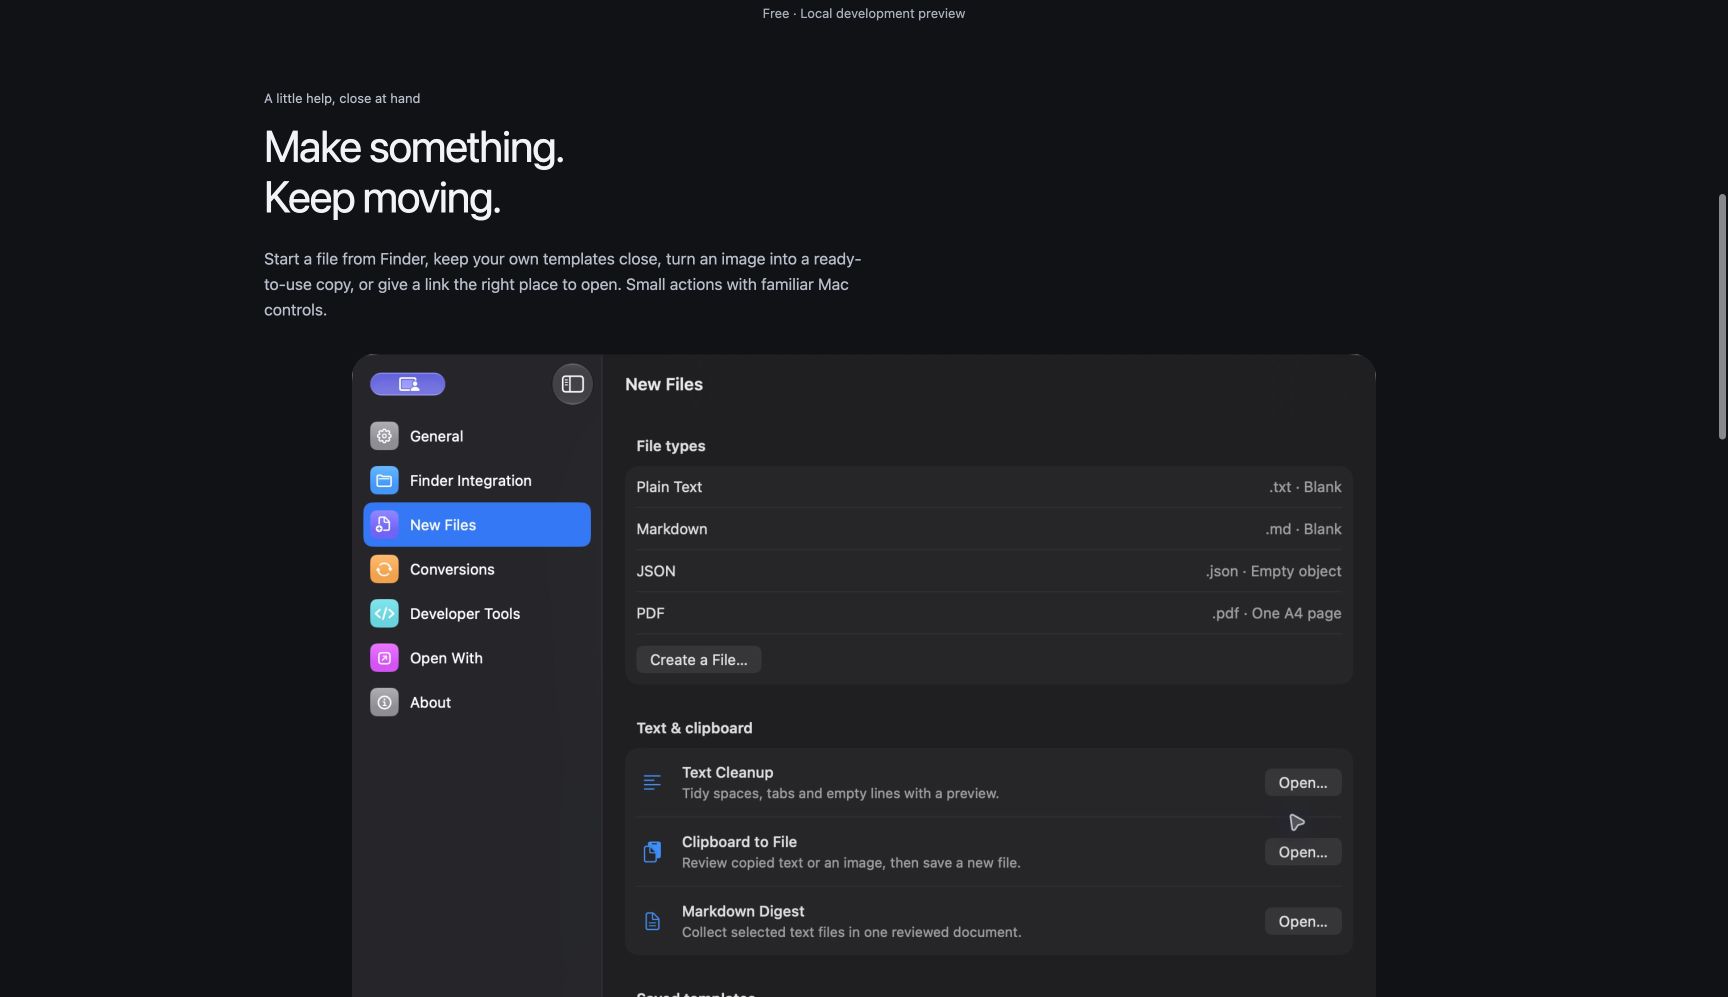 Free · Local development preview
A little help, close at hand
Make something.
Keep moving.
Start a file from Finder, keep your own templates close, turn an image into a ready-
to-use copy, or give a link the right place to open. Small actions with familiar Mac
controls.
General
Finder Integration
New Files
Conversions
Developer Tools
Open With
About
New Files
File types
Plain Text .txt · Blank
Markdown .md · Blank
JSON .json · Empty object
PDF .pdf · One A4 page
Create a File...
Text & clipboard
Text Cleanup
Tidy spaces, tabs and empty lines with a preview.
Open...
Clipboard to File
Review copied text or an image, then save a new file.
Open...
Markdown Digest
Collect selected text files in one reviewed document.
Open...
Saved templates